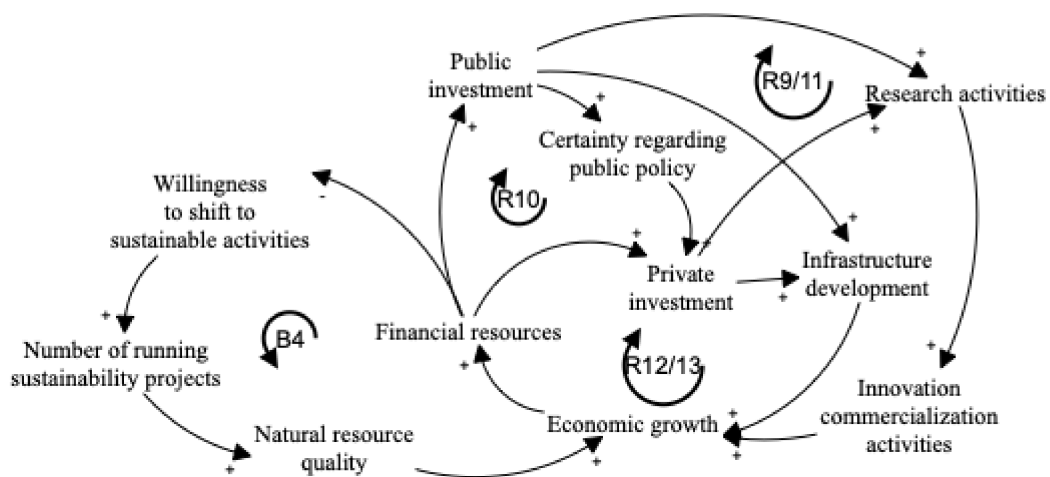 Public
investment
+
R9/11
Research activities
+
+
+
Certainty regarding
public policy
+
R10
Willingness
to shift to
sustainable activities
-
+
+
+
Private
investment
+
Infrastructure
development
+
Financial resources
+
B4
+
Number of running
sustainability projects
R12/13
+
Innovation
commercialization
activities
Economic growth
+
+
+
Natural resource
quality
+